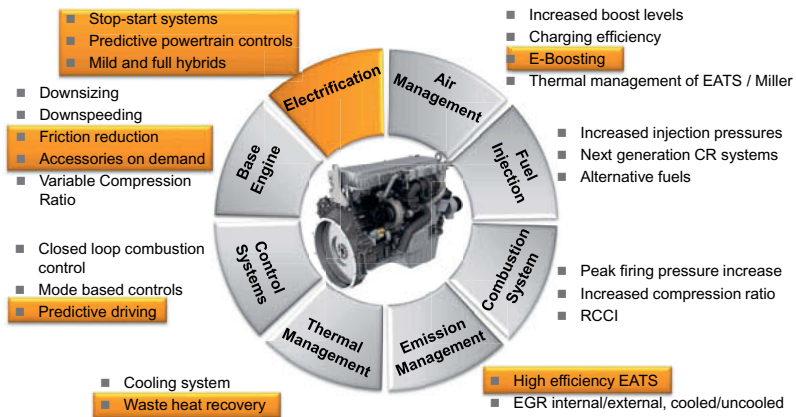 Stop-start systems
Predictive powertrain controls
Mild and full hybrids
Electrification
Increased boost levels
Charging efficiency
E-Boosting
Thermal management of EATS / Miller
Air
Management
Downsizing
Downspeeding
Friction reduction
Accessories on demand
Variable Compression
Ratio
Base
Engine
Increased injection pressures
Next generation CR systems
Alternative fuels
Fuel
Injection
Closed loop combustion
control
Mode based controls
Predictive driving
Control
Systems
Peak firing pressure increase
Increased compression ratio
RCCI
Combustion
System
Cooling system
Waste heat recovery
Thermal
Management
High efficiency EATS
EGR internal/external, cooled/uncooled
Emission
Management